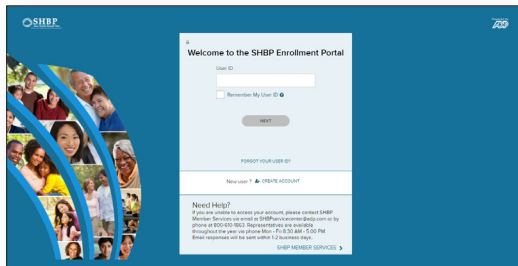 SHBP
ADP
Welcome to the SHBP Enrollment Portal
User ID
Remember My User ID
NEXT
FORGOT YOUR USER ID?
New user ? CREATE ACCOUNT
Need Help?
If you are unable to access your account, please contact SHBP
Member Services via email at SHBPservicecenter@adp.com or by
phone at 800-610-1863. Representatives are available
throughout the year via phone Mon - Fri 8:30 AM - 5:00 PM.
Email responses will be sent within 1-2 business days.
SHBP MEMBER SERVICES